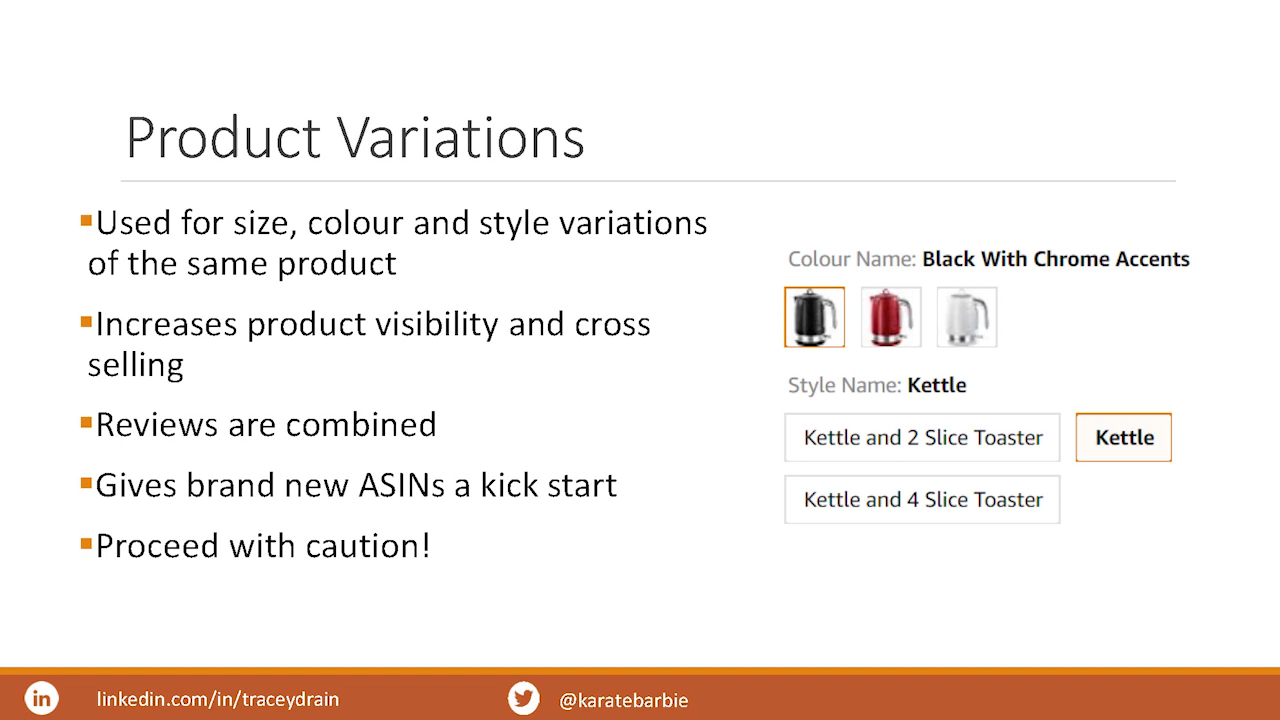 Product Variations
Used for size, colour and style variations
of the same product
Increases product visibility and cross
selling
Reviews are combined
Gives brand new ASINs a kick start
Proceed with caution!
Colour Name: Black With Chrome Accents
Style Name: Kettle
Kettle and 2 Slice Toaster
Kettle
Kettle and 4 Slice Toaster
in
linkedin.com/in/traceydrain
@karatebarbie